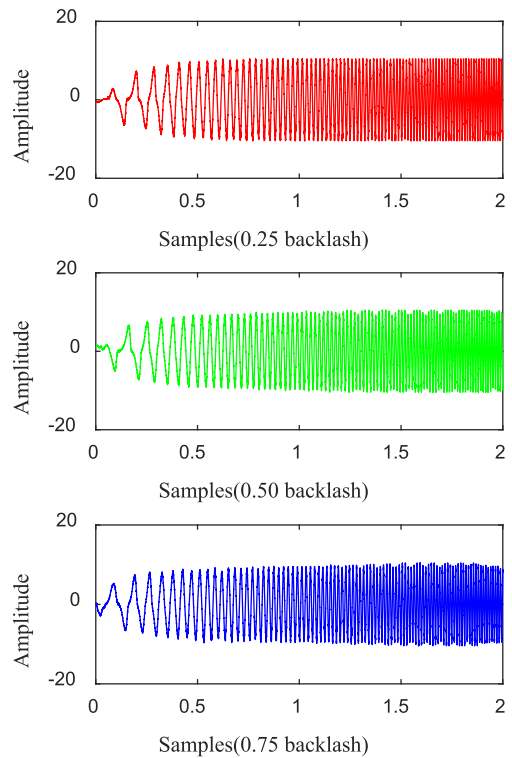 20
0
-20
Amplitude
0 0.5 1 1.5 2
Samples(0.25 backlash)
20
0
-20
Amplitude
0 0.5 1 1.5 2
Samples(0.50 backlash)
20
0
-20
Amplitude
0 0.5 1 1.5 2
Samples(0.75 backlash)